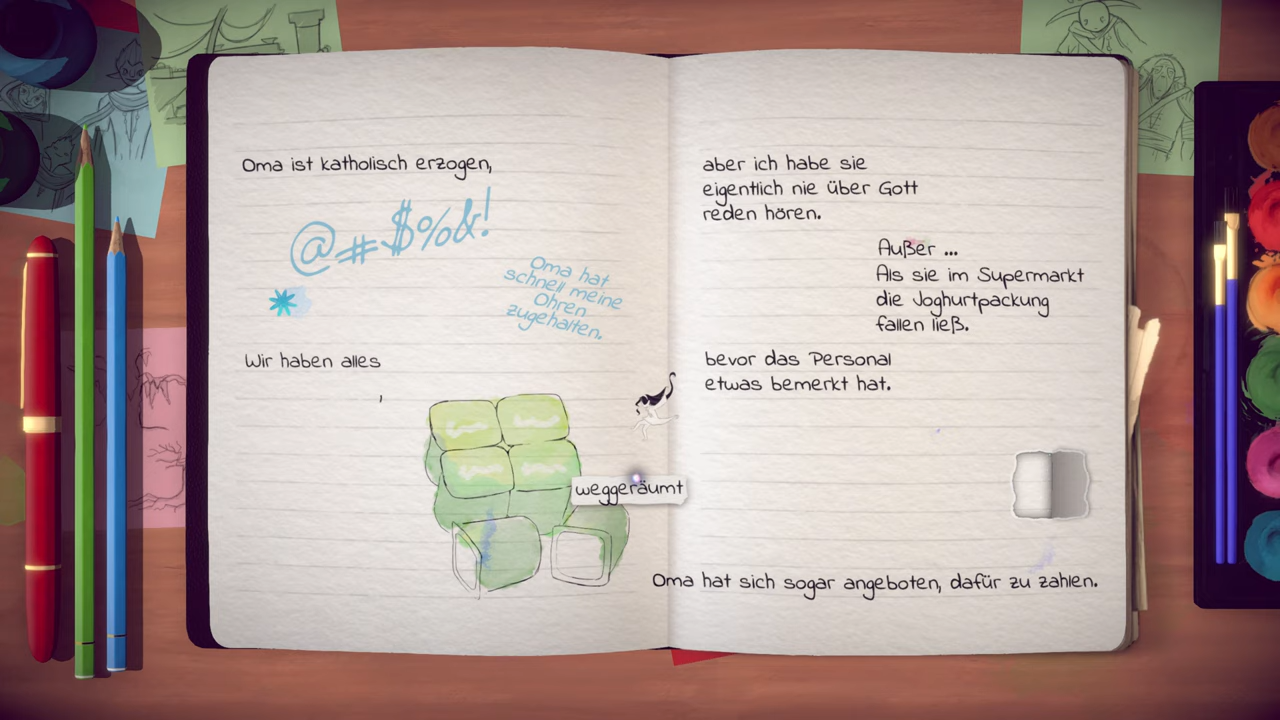 Oma ist katholisch erzogen,
@#$%&!
Oma hat
schnell meine
Ohren
zugehalten.
Wir haben alles
,
weggeräumt
aber ich habe sie
eigentlich nie über Gott
reden hören.
Außer ...
Als sie im Supermarkt
die Joghurtpackung
fallen ließ.
bevor das Personal
etwas bemerkt hat.
Oma hat sich sogar angeboten, dafür zu zahlen.